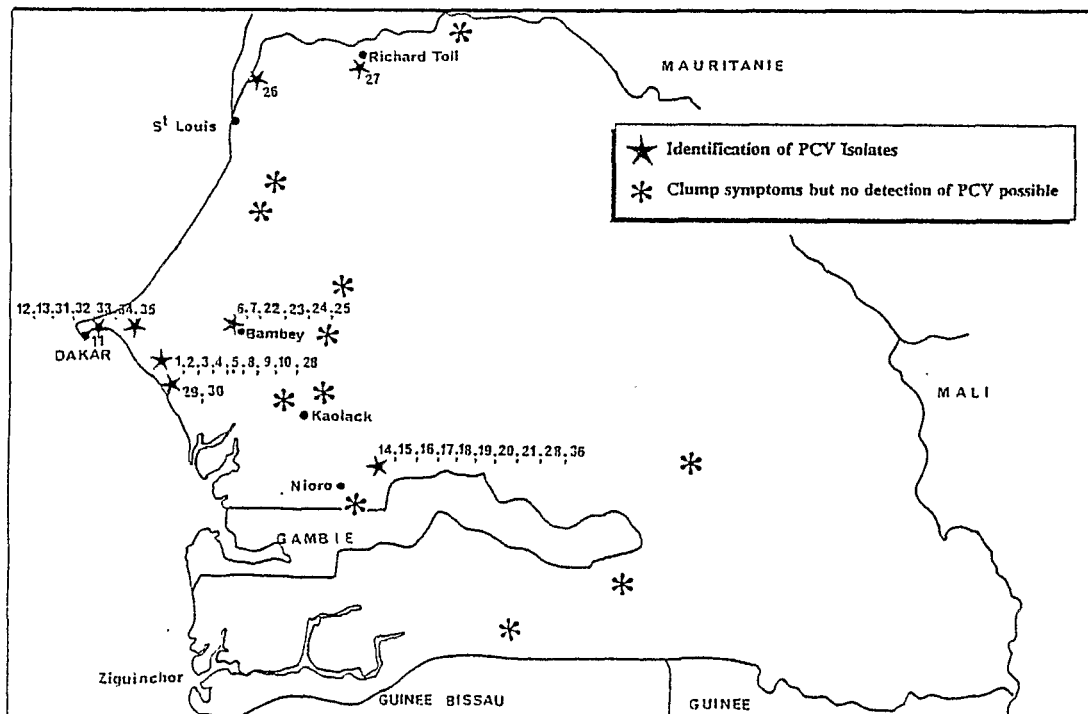 Richard Toll
MAURITANIE
27
26
St Louis
Identification of PCV Isolates
Clump symptoms but no detection of PCV possible
12,13,31,32,33,34,35
6,7,22,23,24,25
Bambey
11
DAKAR
1,2,3,4,5,8,9,10,28
29,30
MALI
Kaolack
14,15,16,17,18,19,20,21,28,36
Nioro
GAMBIE
Ziguinchor
GUINEE BISSAU
GUINEE